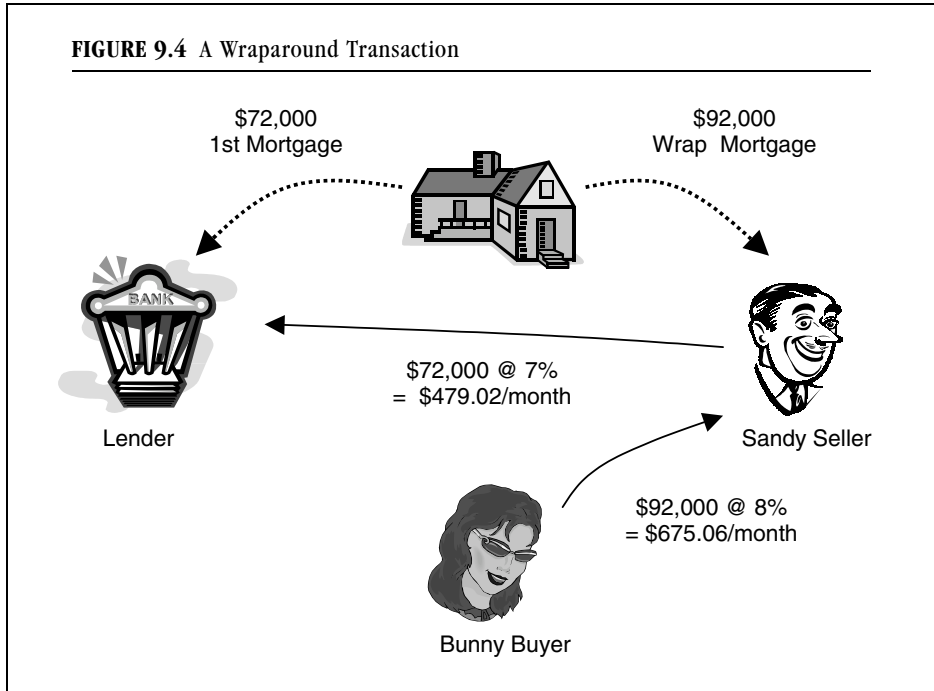 FIGURE 9.4 A Wraparound Transaction
$72,000
1st Mortgage
$92,000
Wrap Mortgage
BANK
$72,000 @ 7%
= $479.02/month
Lender
Sandy Seller
$92,000 @ 8%
= $675.06/month
Bunny Buyer